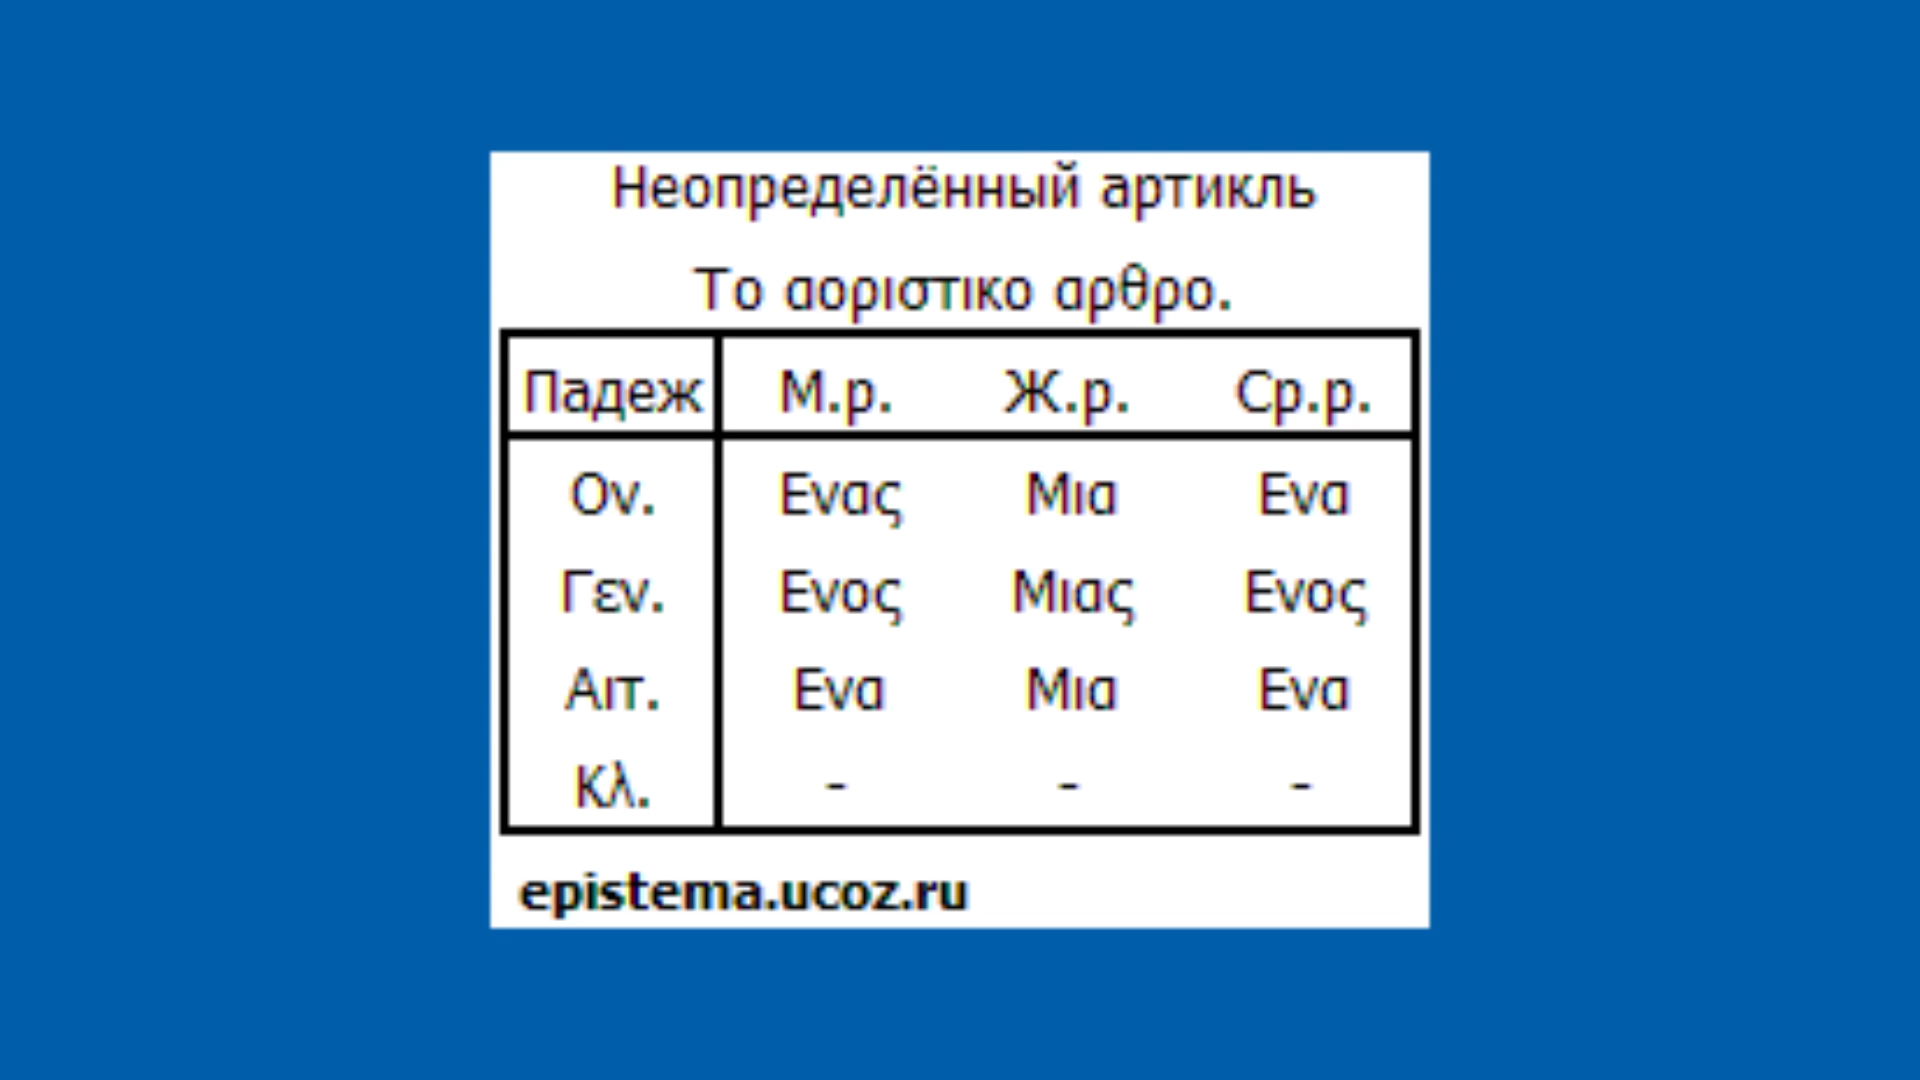 Неопределённый артикль
Το αοριστικο αρθρο.
Падеж М.р. Ж.р. Ср.р.
Ον. Ενας Μια Ενα
Γεν. Ενος Μιας Ενος
Αιτ. Ενα Μια Ενα
Κλ. - - -
epistema.ucoz.ru